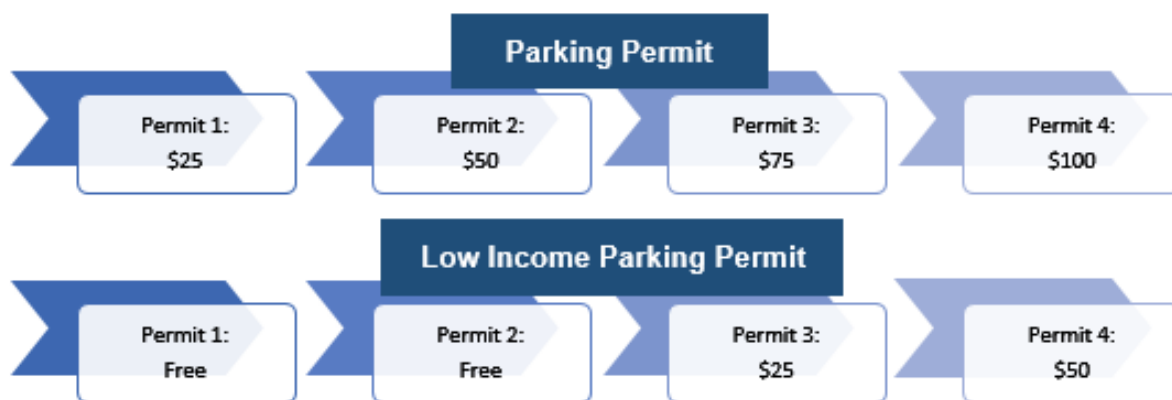 Parking Permit
Permit 1:
$25
Permit 2:
$50
Permit 3:
$75
Permit 4:
$100
Low Income Parking Permit
Permit 1:
Free
Permit 2:
Free
Permit 3:
$25
Permit 4:
$50